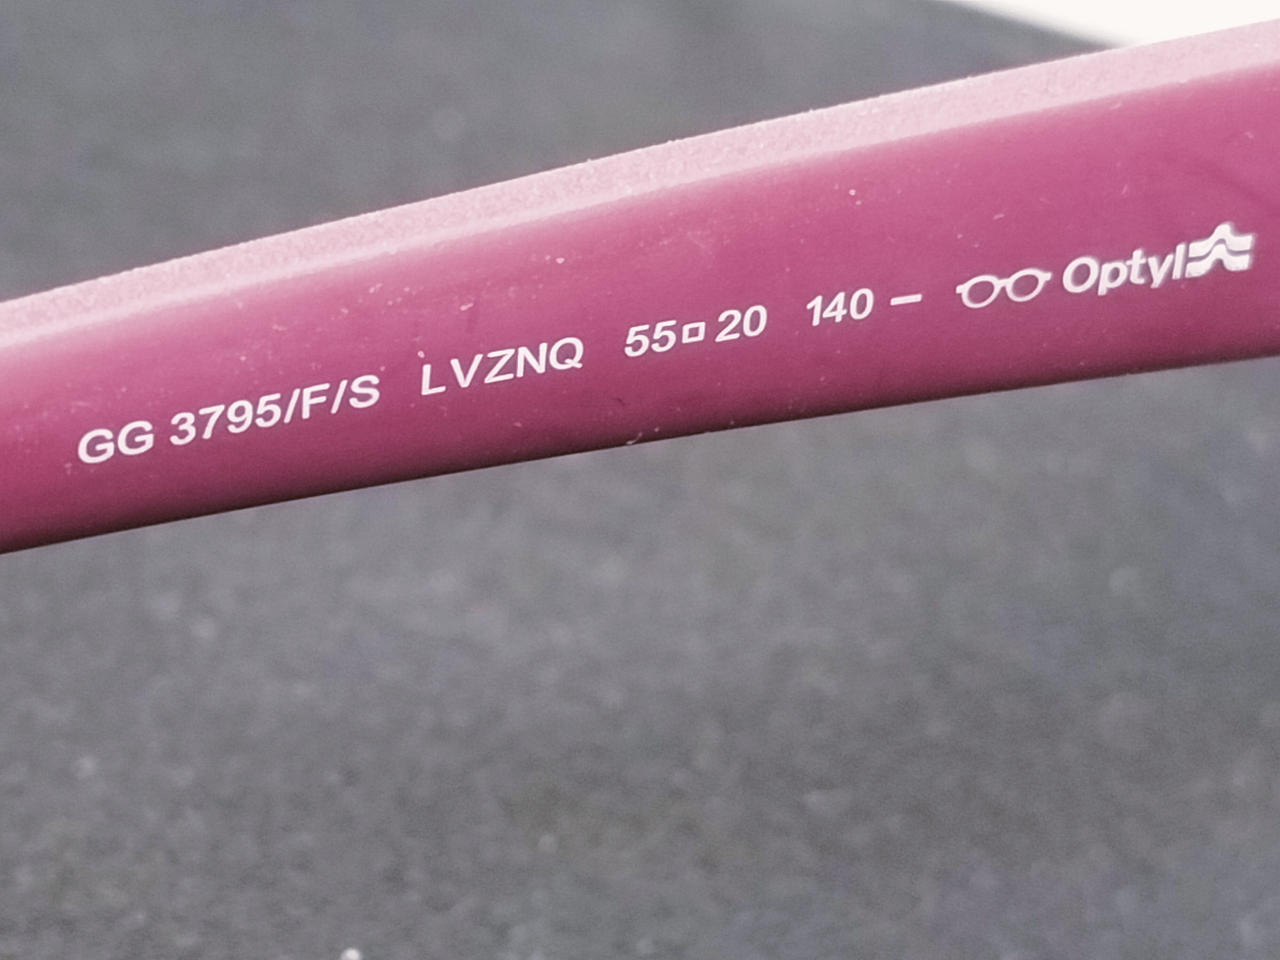 GG 3795/F/S LVZNQ 55□20 140 – Optyl